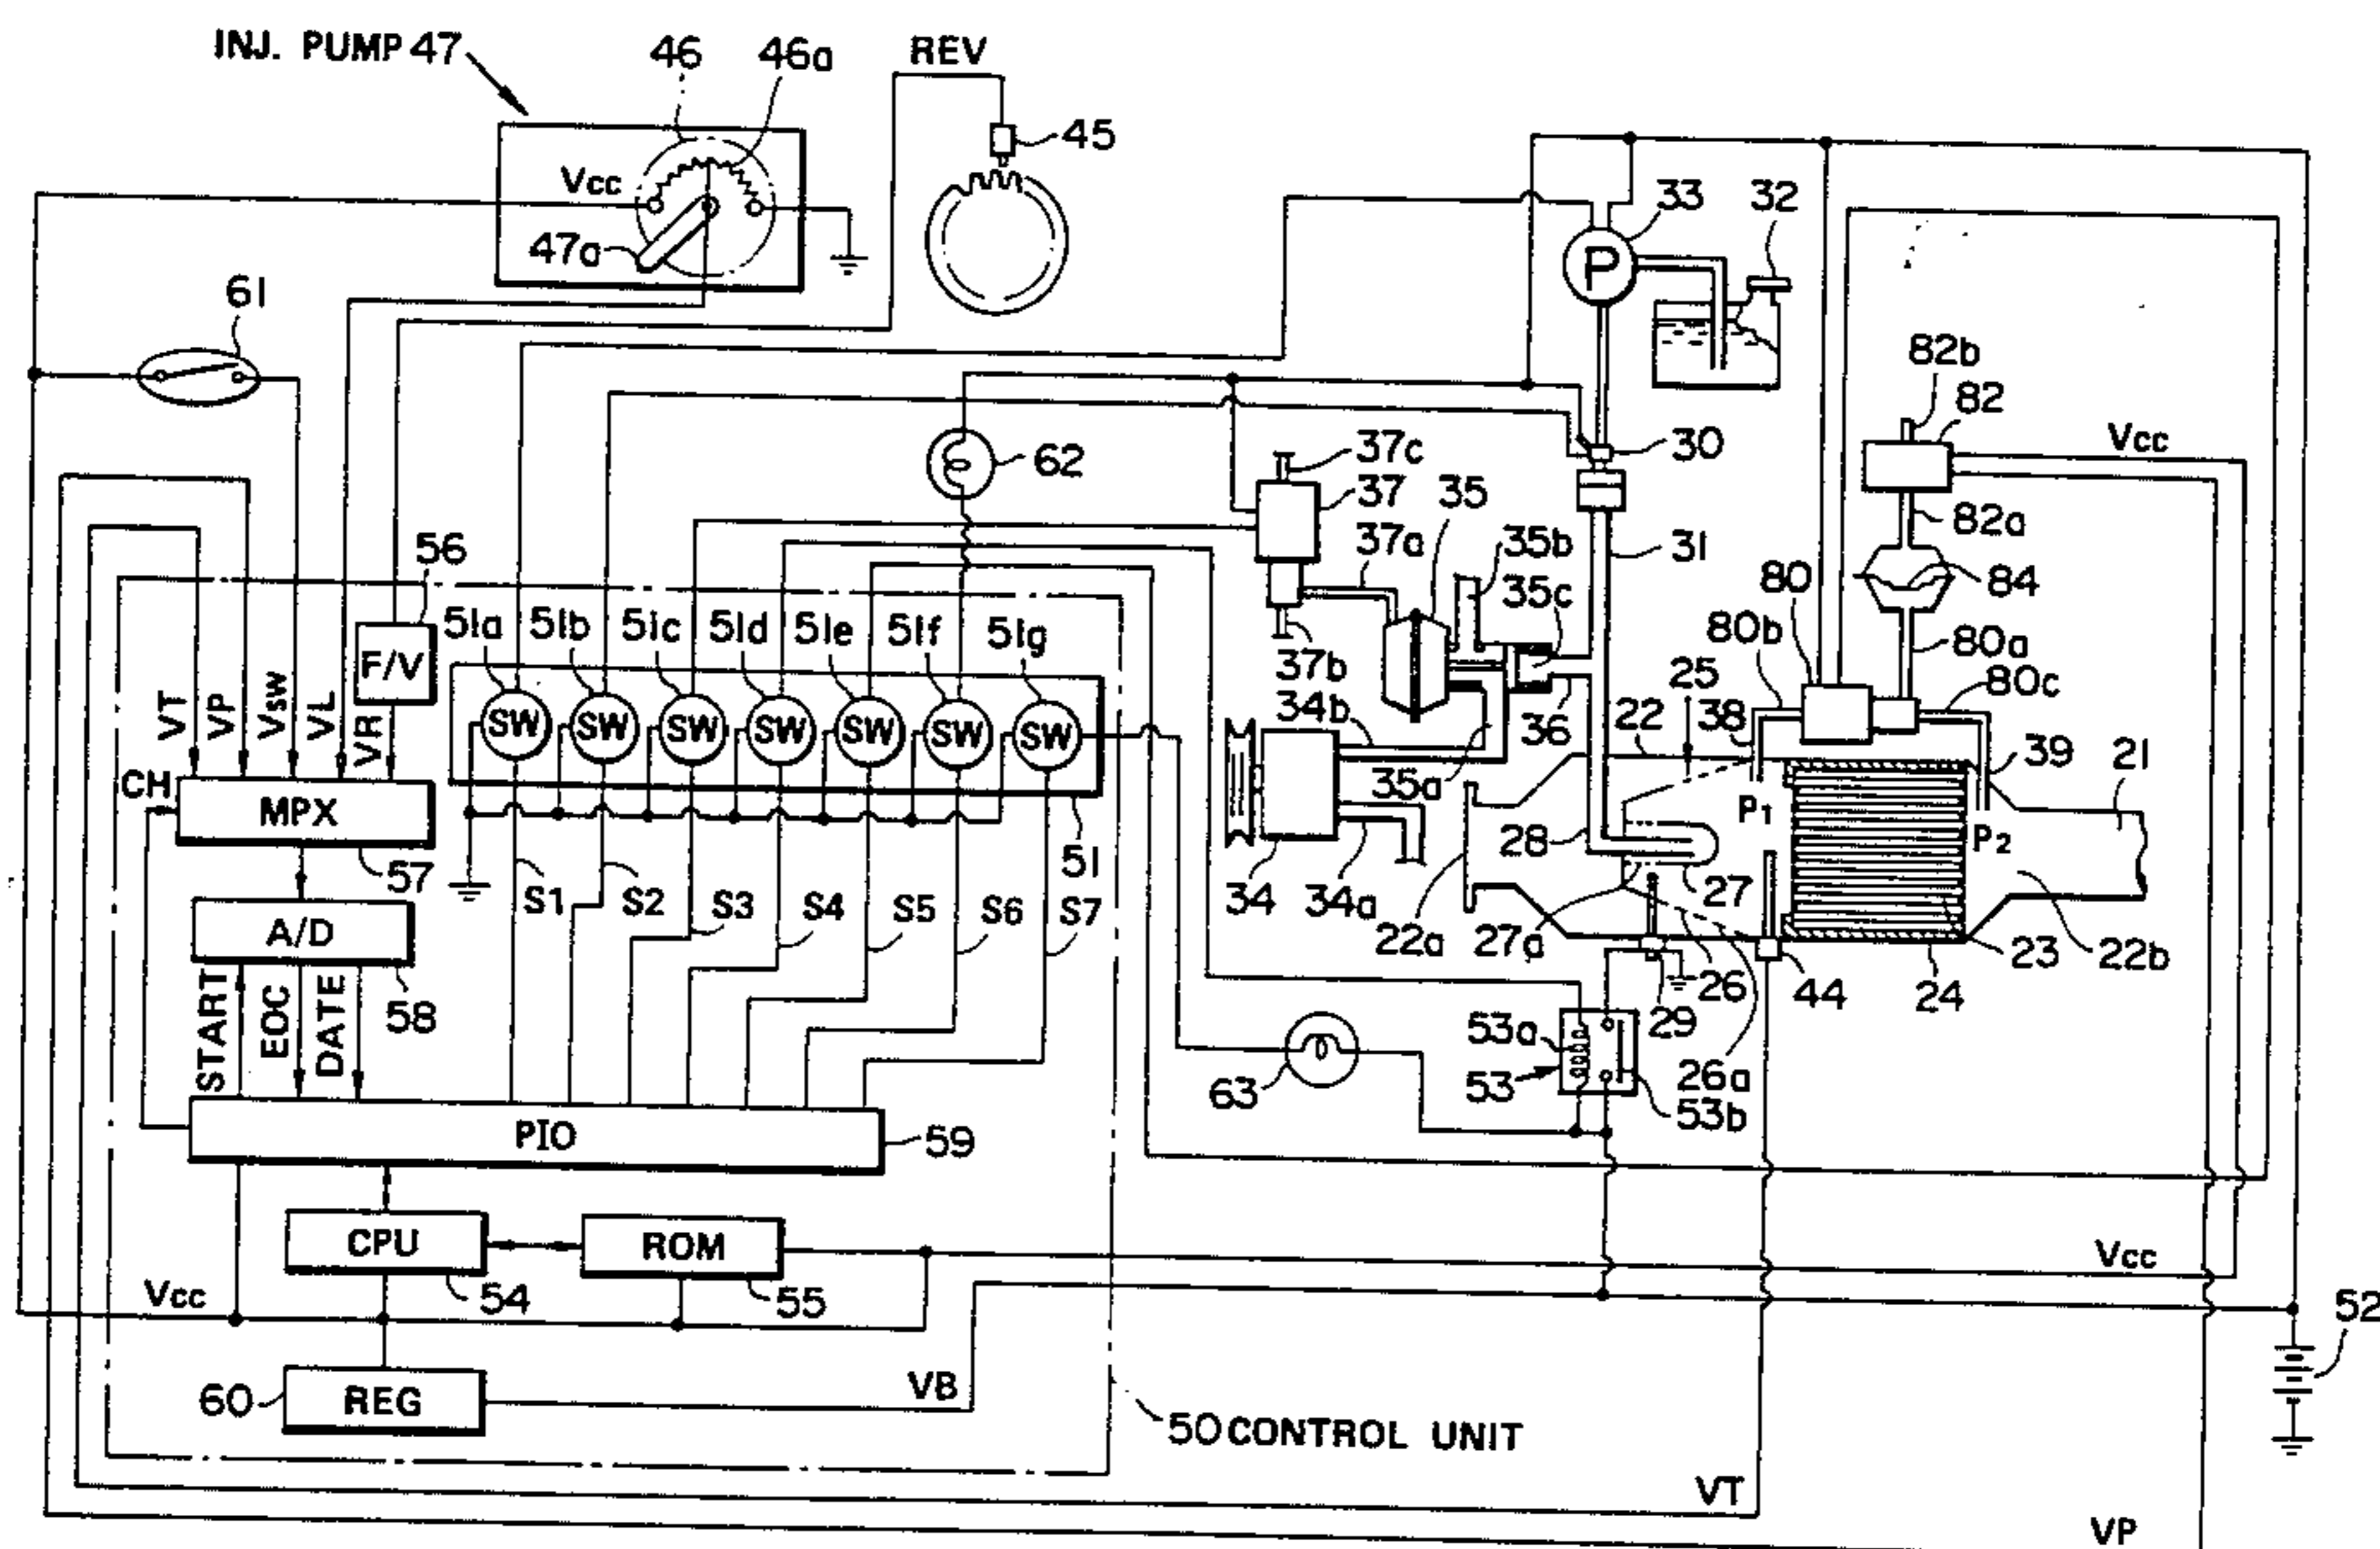 INJ. PUMP 47
46
46a
REV
45
Vcc
47a
33
32
61
82b
82
Vcc
62
37c
37
35
30
82a
37a
35b
31
56
35c
80
84
51a
51b
51c
51d
51e
51f
51g
80b
80a
F/V
37b
25
80c
VT
VP
Vsw
VL
VR
34b
36
22
38
39
21
SW
SW
SW
SW
SW
SW
SW
P
CH
MPX
35a
P1
P2
57
51
28
27
A/D
S1
S2
S3
S4
S5
S6
S7
34
34a
22a
27a
23
22b
START
EOC
DATE
58
29
26
44
24
53a
53
63
26a
53b
PIO
59
CPU
ROM
Vcc
54
55
Vcc
52
60
REG
VB
50 CONTROL UNIT
VT
VP